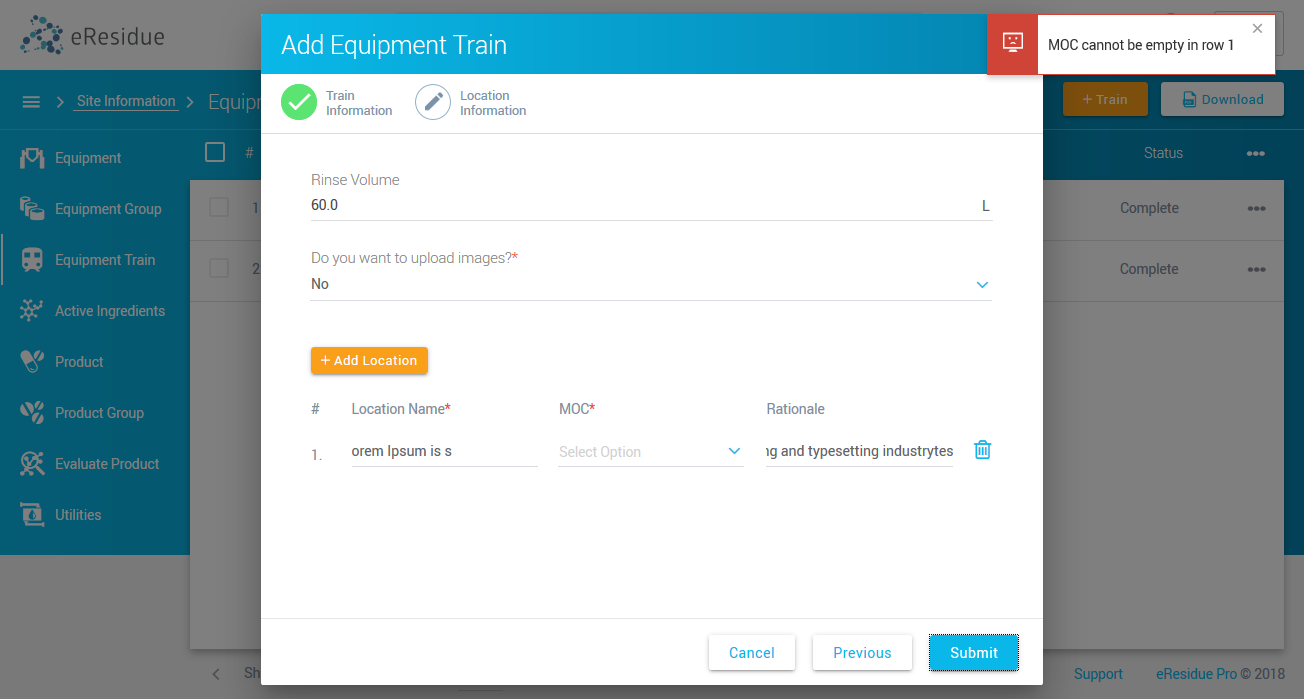 eResidue
Add Equipment Train
MOC cannot be empty in row 1
Train
Information
Location
Information
Site Information
Equip
+ Train
Download
#
Status
Equipment
Equipment Group
Equipment Train
Active Ingredients
Product
Product Group
Evaluate Product
Utilities
1
Complete
2
Complete
Rinse Volume
60.0 L
Do you want to upload images?*
No
+ Add Location
# Location Name* MOC* Rationale
1. orem Ipsum is s Select Option ng and typesetting industrytes
Cancel Previous Submit
Sh
Support eResidue Pro © 2018